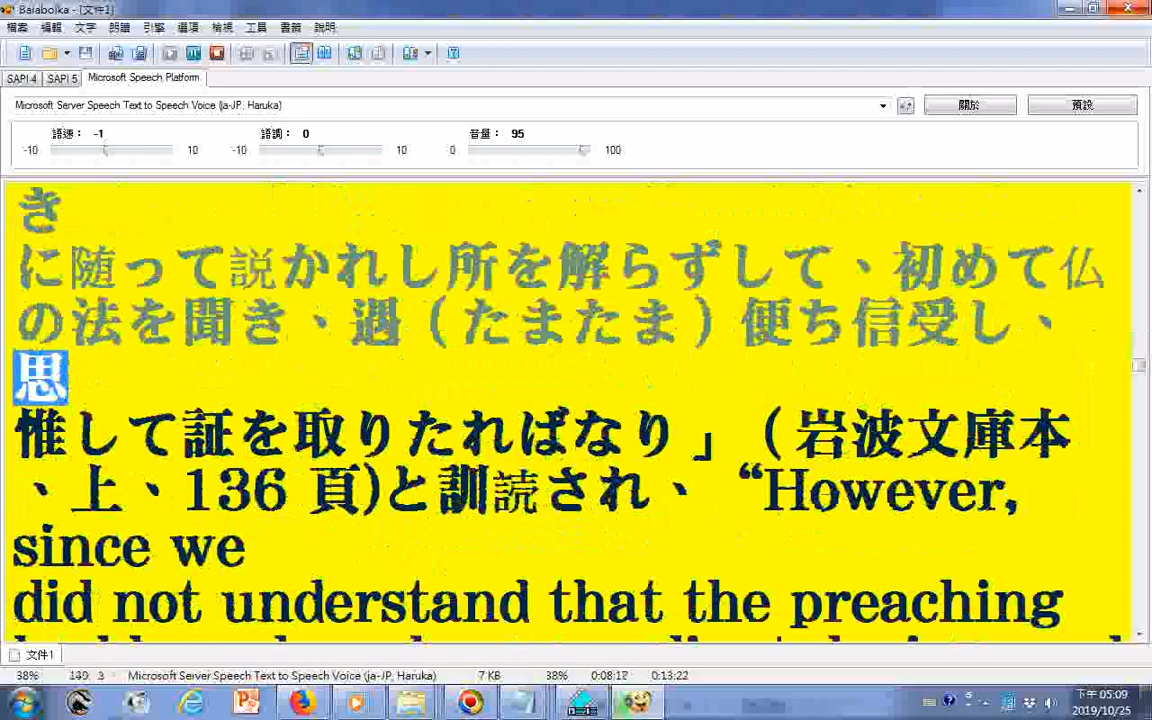 Balabolka - [文件1]
檔案 編輯 文字 朗讀 引擎 選項 檢視 工具 書籤 說明
SAPI 4 SAPI 5 Microsoft Speech Platform
Microsoft Server Speech Text to Speech Voice (ja-JP, Haruka) 關於 預設
語速： -1 語調： 0 音量： 95
-10 10 -10 10 0 100
き
に随って説かれし所を解らずして、初めて仏
の法を聞き、遇（たまたま）便ち信受し、
思
惟して証を取りたればなり」（岩波文庫本
、上、136 頁)と訓読され、“However,
since we
did not understand that the preaching
文件1
38% 149: 3 Microsoft Server Speech Text to Speech Voice (ja-JP, Haruka) 7 KB 38% 0:08:17 0:13:22
下午 05:09
2019/10/25